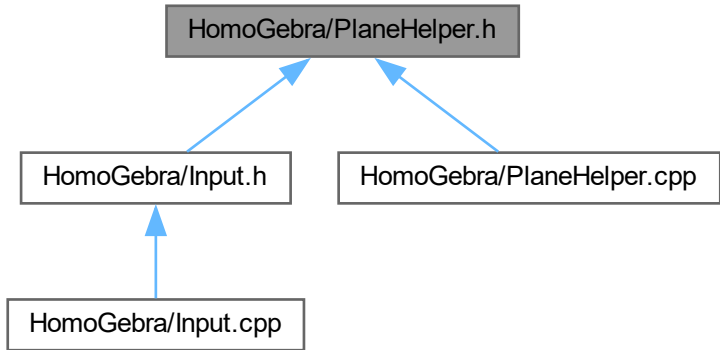 HomoGebra/PlaneHelper.h
HomoGebra/Input.h
HomoGebra/PlaneHelper.cpp
HomoGebra/Input.cpp